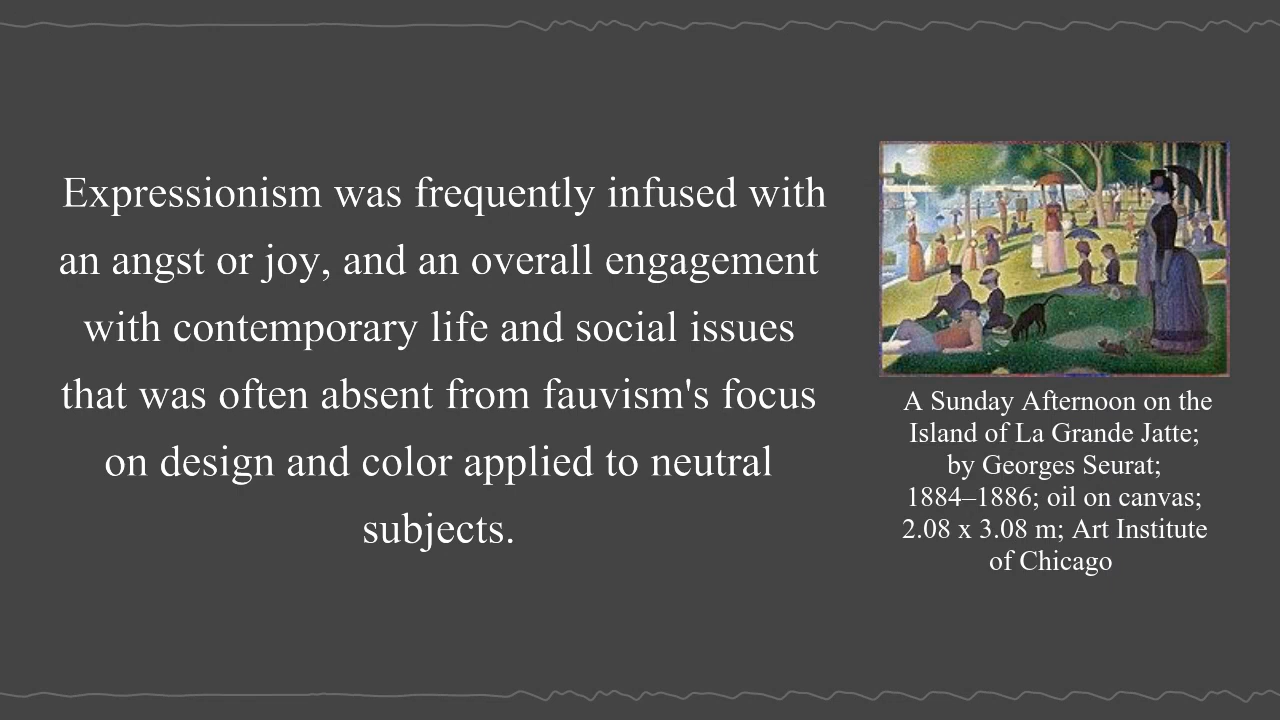 Expressionism was frequently infused with
an angst or joy, and an overall engagement
with contemporary life and social issues
that was often absent from fauvism's focus
on design and color applied to neutral
subjects.
A Sunday Afternoon on the
Island of La Grande Jatte;
by Georges Seurat;
1884–1886; oil on canvas;
2.08 x 3.08 m; Art Institute
of Chicago